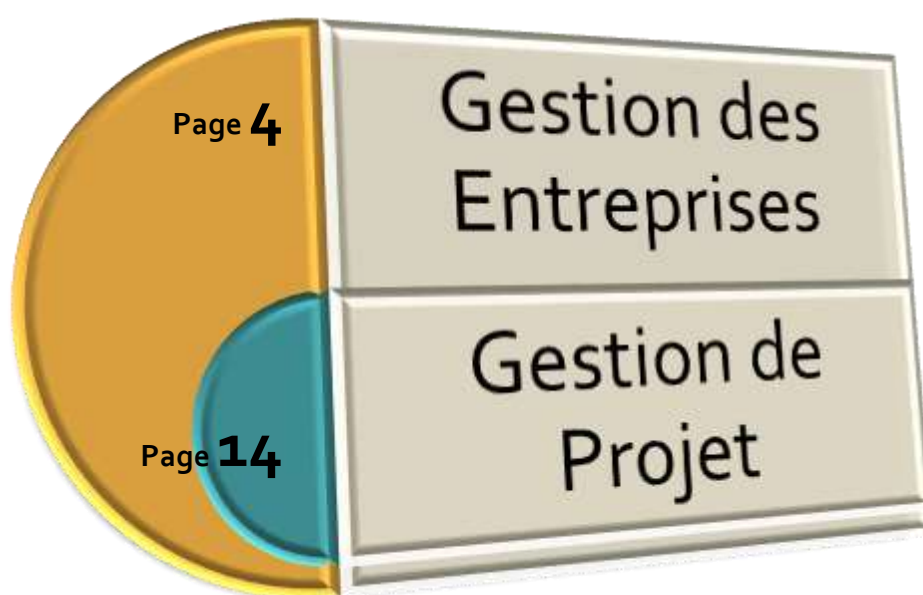 Page 4
Gestion des
Entreprises
Page 14
Gestion de
Projet